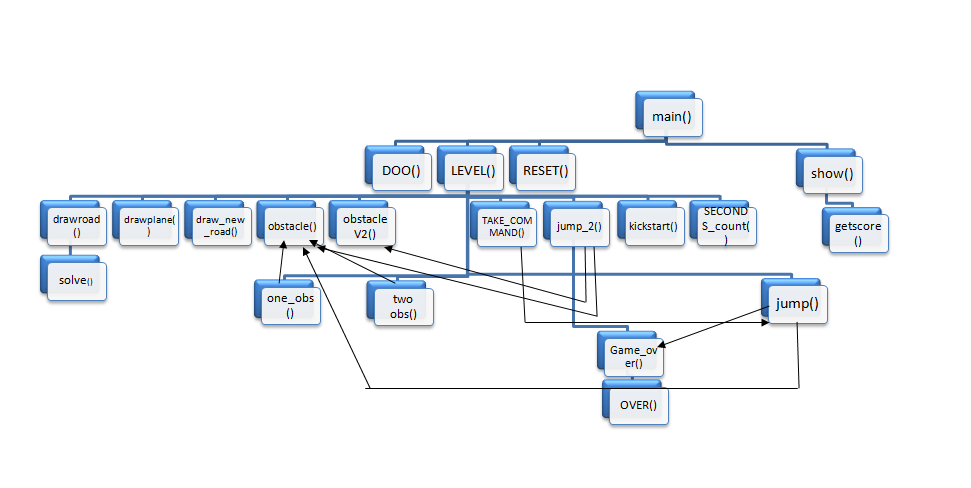 main()
DOO()
LEVEL()
RESET()
show()
drawroad
()
drawplane(
)
draw_new
_road()
obstacle()
obstacle
V2()
TAKE_COM
MAND()
jump_2()
kickstart()
SECOND
S_count(
)
getscore
()
solve()
one_obs
()
two
obs()
jump()
Game_ov
er()
OVER()